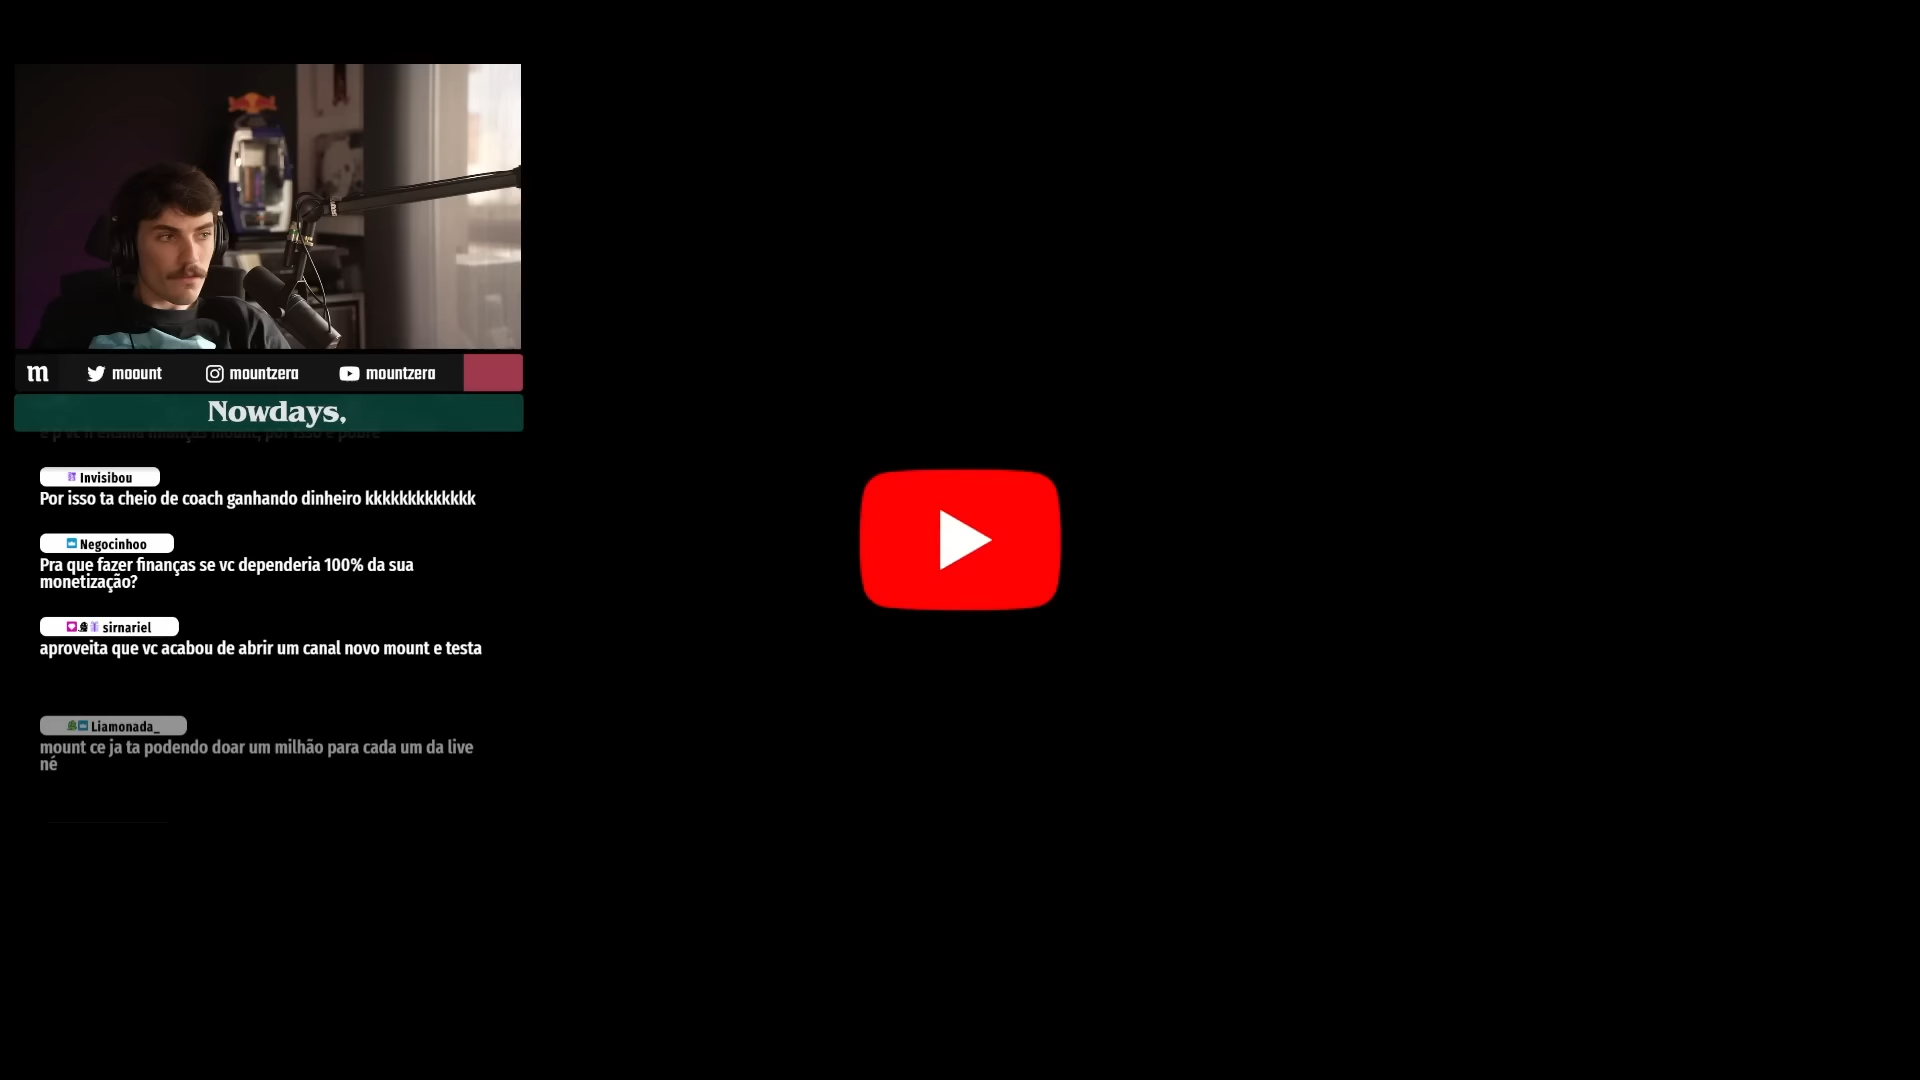 m moount mountzera mountzera
Nowdays,
Invisibou
Por isso ta cheio de coach ganhando dinheiro kkkkkkkkkkkkk
Negocinhoo
Pra que fazer finanças se vc dependeria 100% da sua
monetização?
sirnariel
aproveita que vc acabou de abrir um canal novo mount e testa
Liamonada_
mount ce ja ta podendo doar um milhão para cada um da live
né